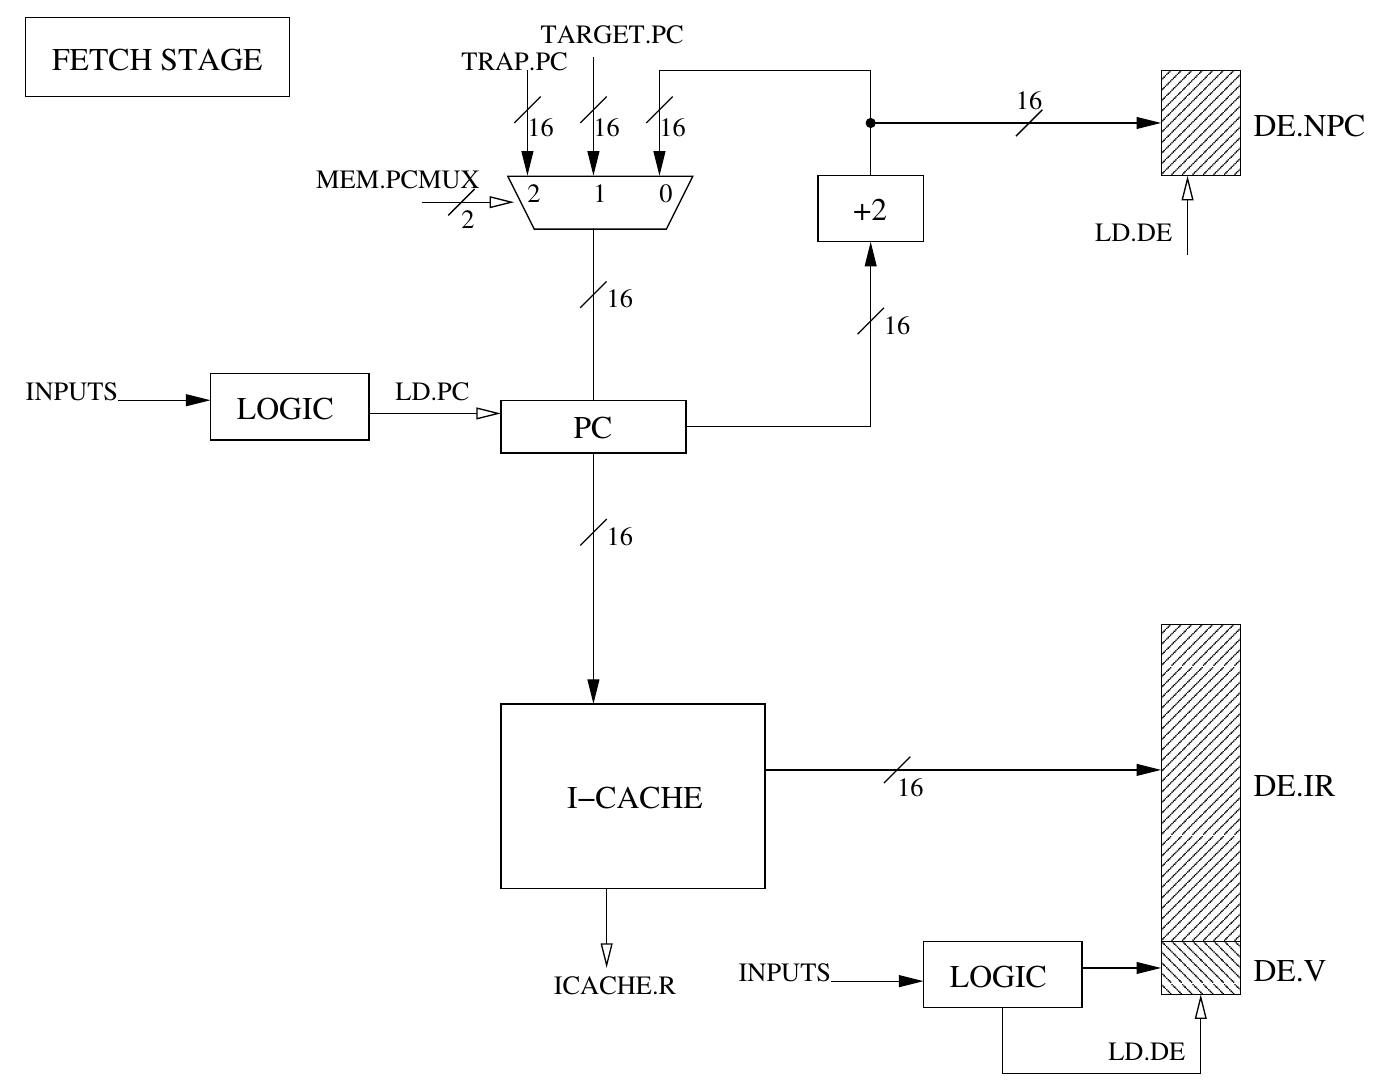 FETCH STAGE
TARGET.PC
TRAP.PC
16
16
16
16
DE.NPC
MEM.PCMUX
2
2
1
0
+2
LD.DE
16
16
INPUTS
LOGIC
LD.PC
PC
16
I–CACHE
16
DE.IR
ICACHE.R
INPUTS
LOGIC
DE.V
LD.DE